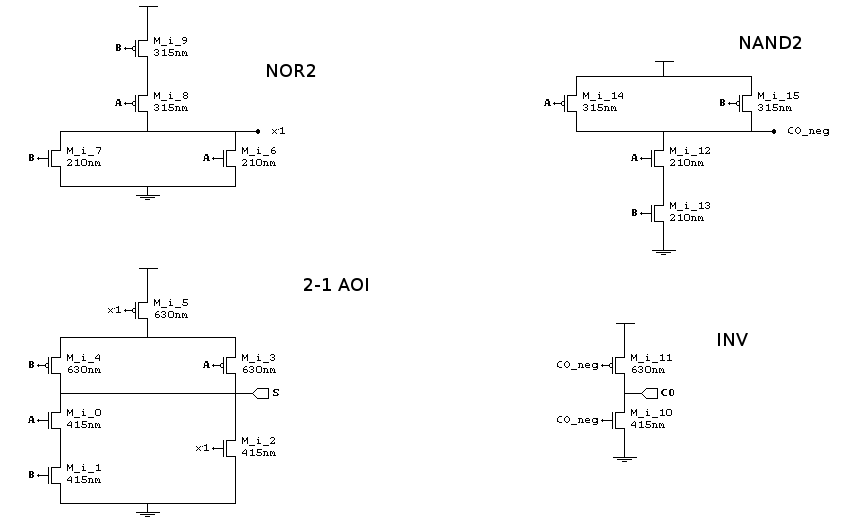 B
M_i_9
315nm
NOR2
A
M_i_8
315nm
x1
B
M_i_7
210nm
A
M_i_6
210nm
NAND2
A
M_i_14
315nm
B
M_i_15
315nm
CO_neg
A
M_i_12
210nm
B
M_i_13
210nm
2-1 AOI
x1
M_i_5
630nm
B
M_i_4
630nm
A
M_i_3
630nm
S
A
M_i_0
415nm
x1
M_i_2
415nm
B
M_i_1
415nm
INV
CO_neg
M_i_11
630nm
CO
CO_neg
M_i_10
415nm